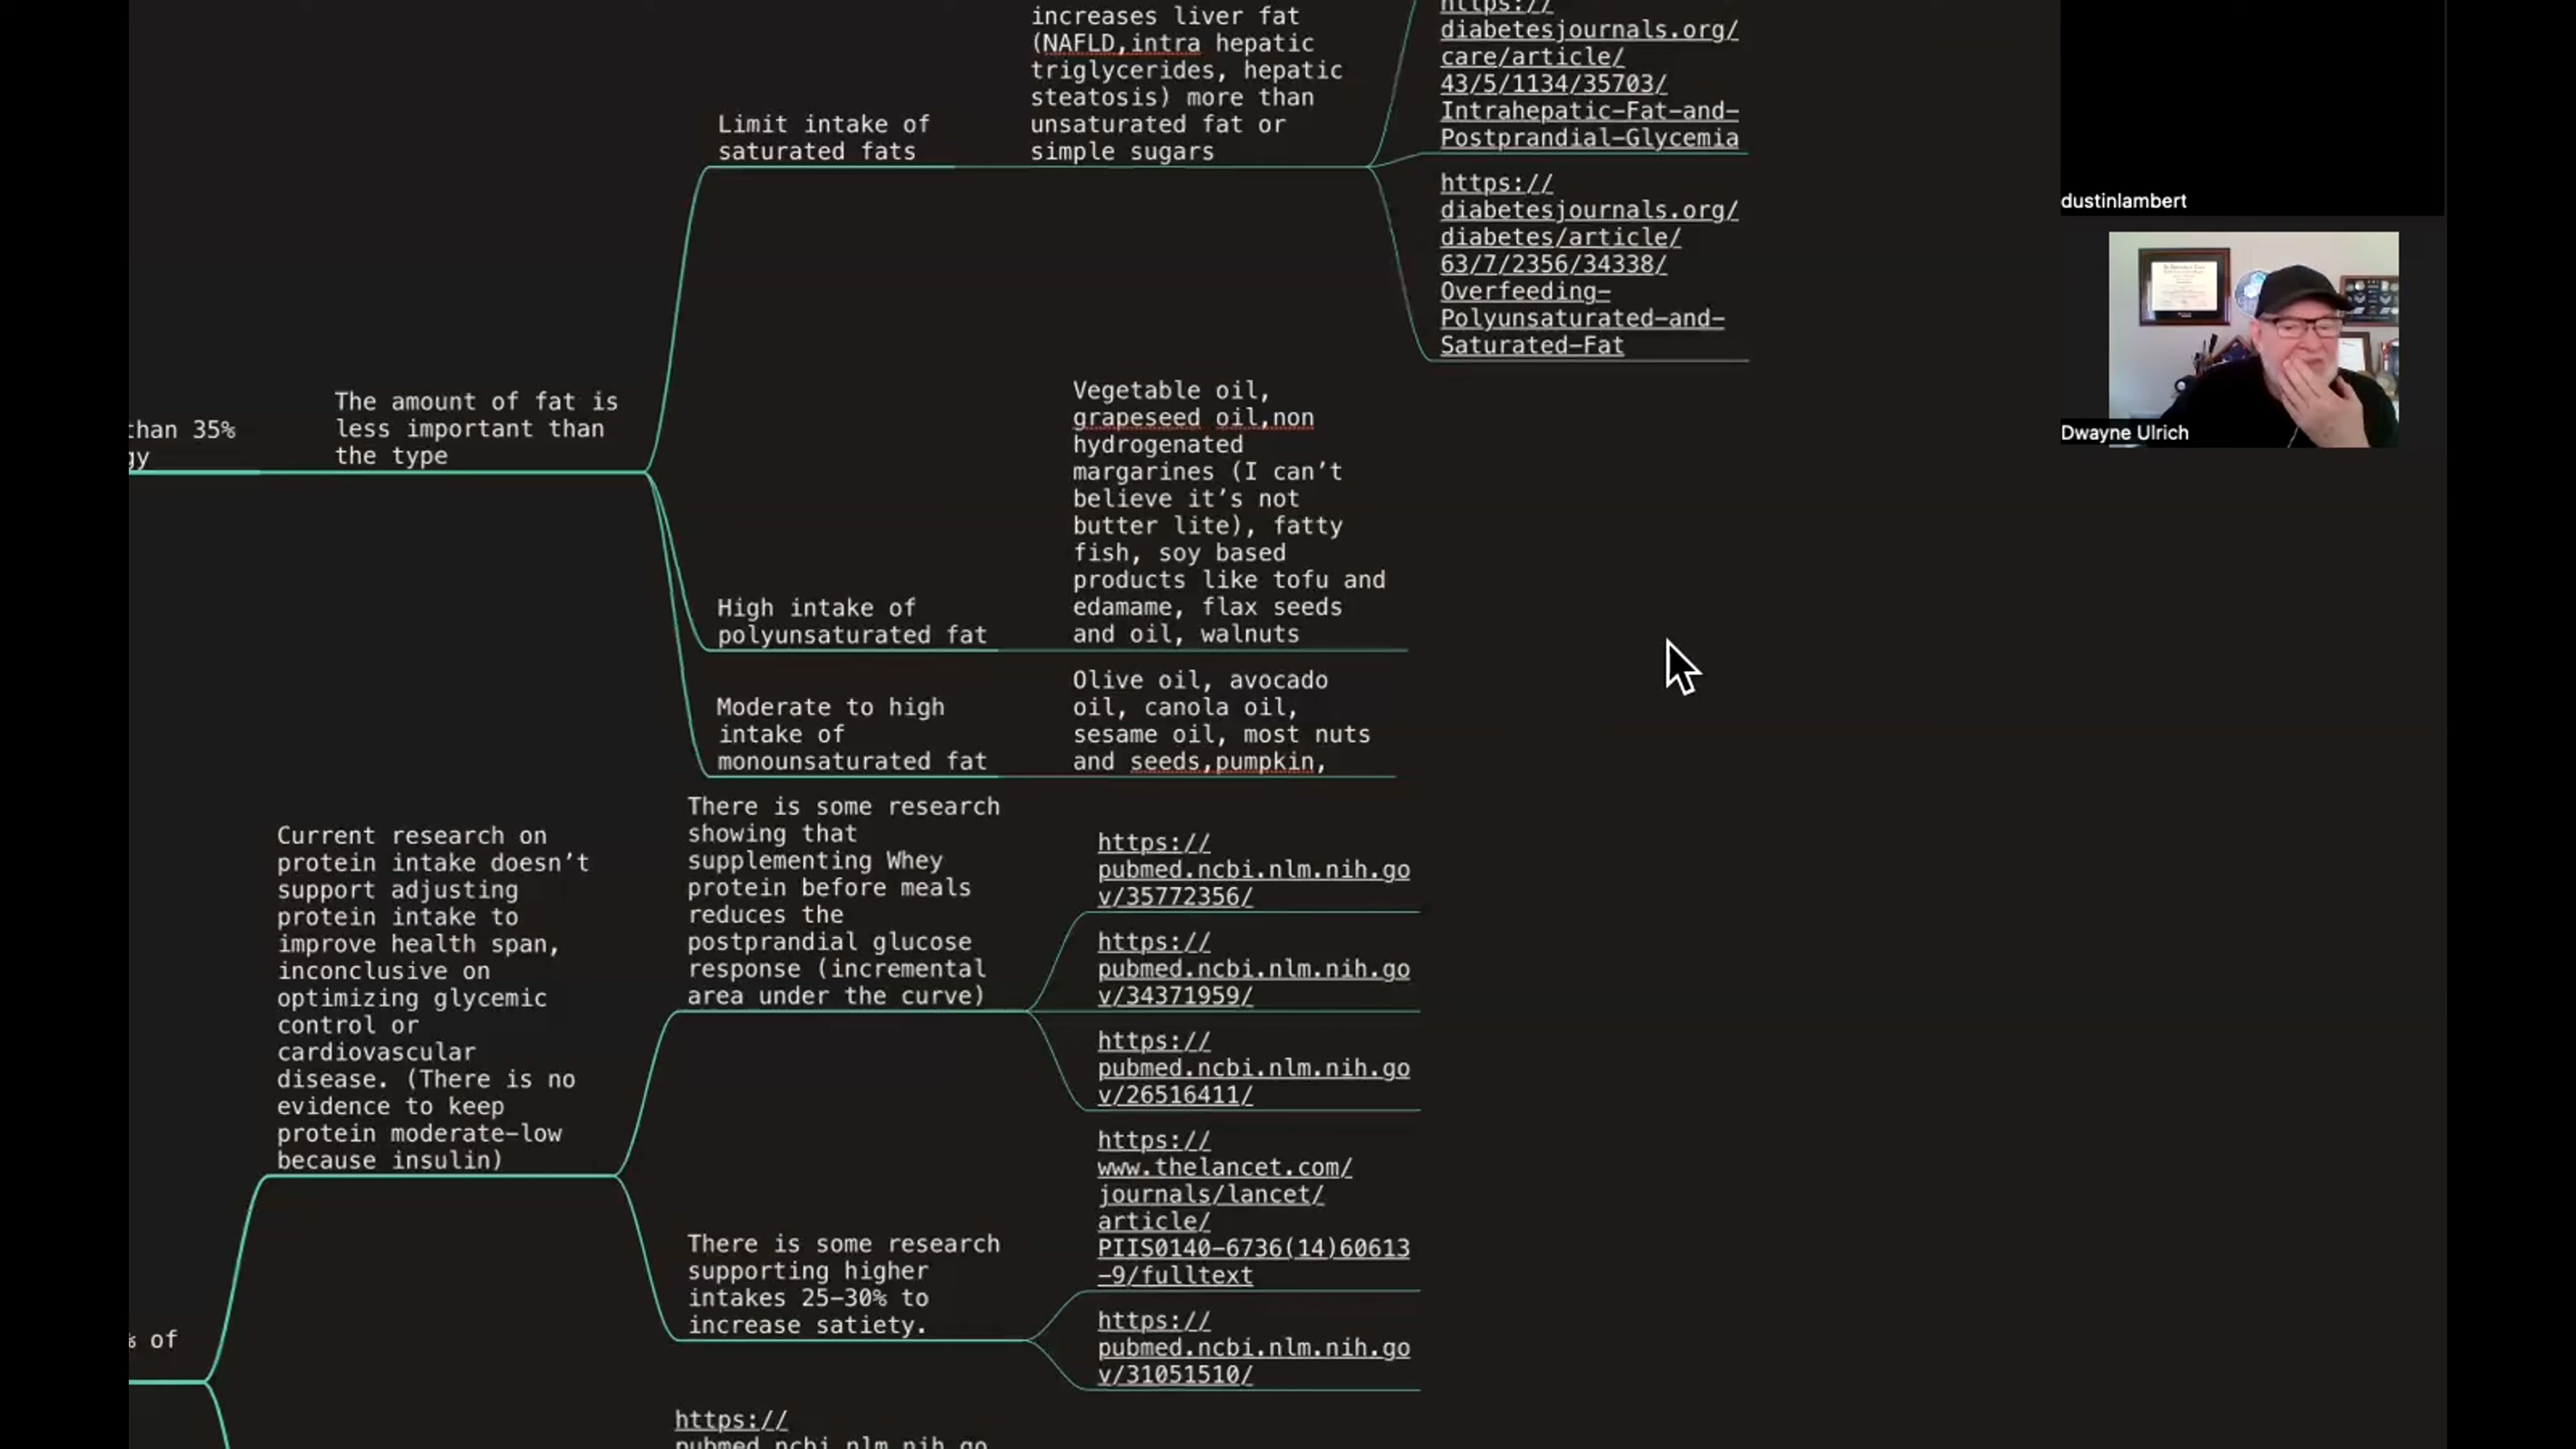 increases liver fat
(NAFLD,intra hepatic
triglycerides, hepatic
steatosis) more than
unsaturated fat or
simple sugars
Limit intake of
saturated fats
https://
diabetesjournals.org/
care/article/
43/5/1134/35703/
Intrahepatic-Fat-and-
Postprandial-Glycemia
https://
diabetesjournals.org/
diabetes/article/
63/7/2356/34338/
Overfeeding-
Polyunsaturated-and-
Saturated-Fat
dustinlambert
Dwayne Ulrich
than 35%
gy
The amount of fat is
less important than
the type
Vegetable oil,
grapeseed oil,non
hydrogenated
margarines (I can’t
believe it’s not
butter lite), fatty
fish, soy based
products like tofu and
edamame, flax seeds
and oil, walnuts
High intake of
polyunsaturated fat
Moderate to high
intake of
monounsaturated fat
Olive oil, avocado
oil, canola oil,
sesame oil, most nuts
and seeds,pumpkin,
Current research on
protein intake doesn’t
support adjusting
protein intake to
improve health span,
inconclusive on
optimizing glycemic
control or
cardiovascular
disease. (There is no
evidence to keep
protein moderate-low
because insulin)
There is some research
showing that
supplementing Whey
protein before meals
reduces the
postprandial glucose
response (incremental
area under the curve)
https://
pubmed.ncbi.nlm.nih.go
v/35772356/
https://
pubmed.ncbi.nlm.nih.go
v/34371959/
https://
pubmed.ncbi.nlm.nih.go
v/26516411/
There is some research
supporting higher
intakes 25-30% to
increase satiety.
https://
www.thelancet.com/
journals/lancet/
article/
PIIS0140-6736(14)60613
-9/fulltext
https://
pubmed.ncbi.nlm.nih.go
v/31051510/
% of
https://
pubmed.ncbi.nlm.nih.go